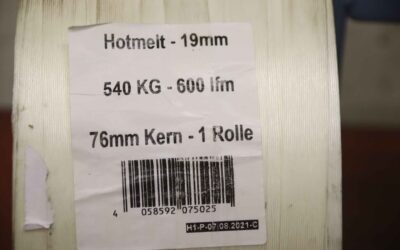 Hotmelt - 19mm
540 KG - 600 lfm
76mm Kern - 1 Rolle
4 058592 075025
H1-P-07.08.2021-C